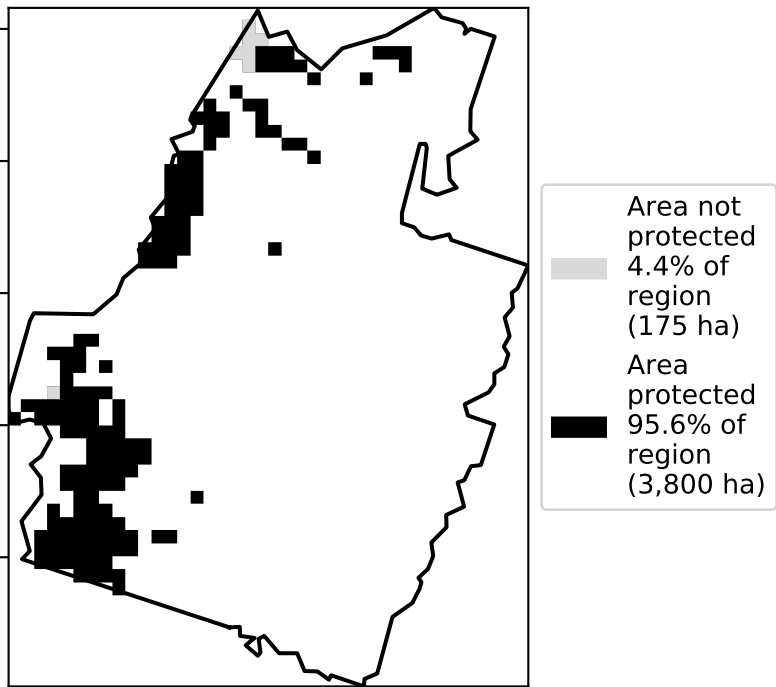 Area not
protected
4.4% of
region
(175 ha)
Area
protected
95.6% of
region
(3,800 ha)